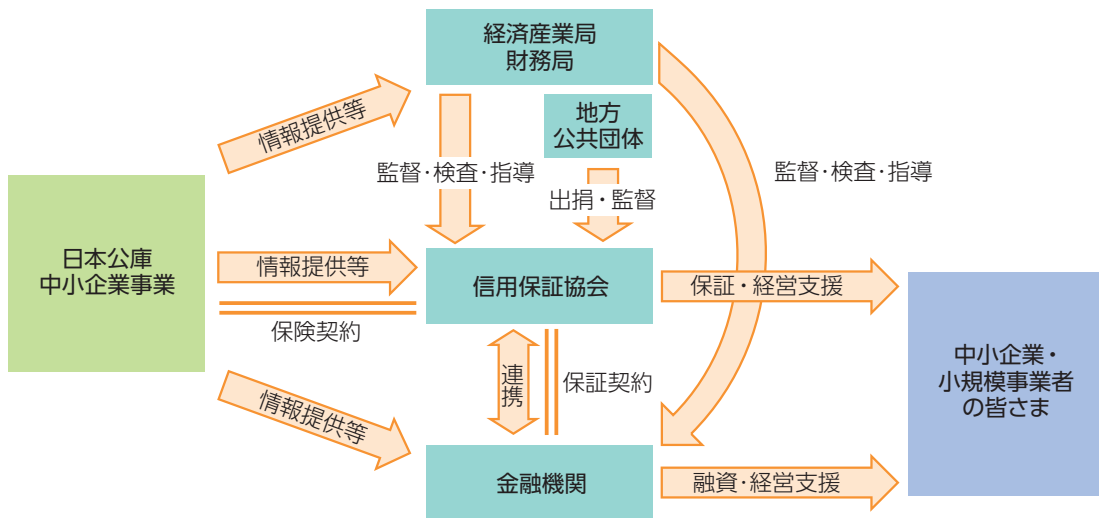 経済産業局
財務局
情報提供等
地方
公共団体
監督・検査・指導
監督・検査・指導
出捐・監督
日本公庫
中小企業事業
情報提供等
信用保証協会
保証・経営支援
保険契約
連携
保証契約
中小企業・
小規模事業者
の皆さま
情報提供等
金融機関
融資・経営支援